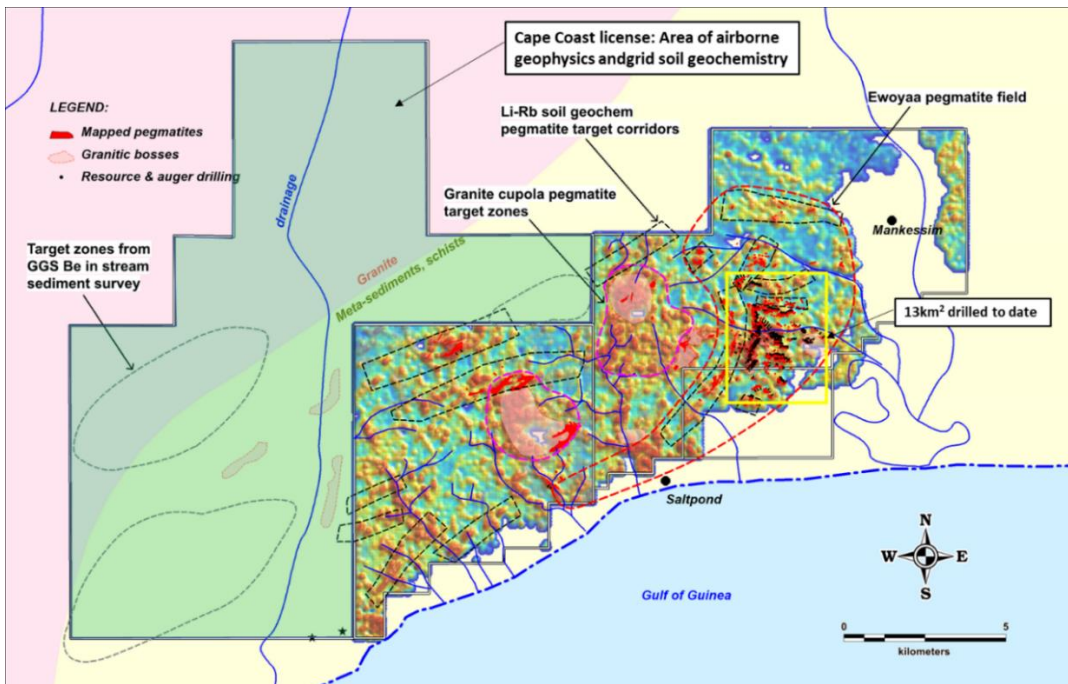 Cape Coast license: Area of airborne
geophysics andgrid soil geochemistry
LEGEND:
Mapped pegmatites
Granitic bosses
Resource & auger drilling
Li-Rb soil geochem
pegmatite target corridors
Ewoyaa pegmatite field
Granite cupola pegmatite
target zones
drainage
Mankessim
Target zones from
GGS Be in stream
sediment survey
Granite
Meta-sediments, schists
13km² drilled to date
Saltpond
Gulf of Guinea
N
W
E
S
0
5
kilometers